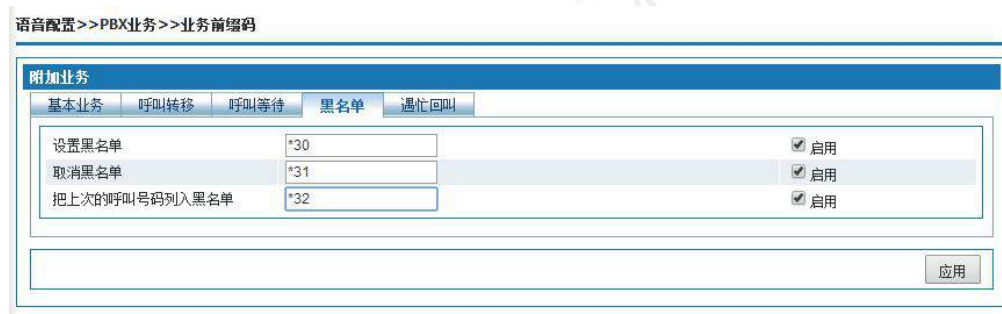 语音配置>>PBX业务>>业务前缀码
附加业务
基本业务 呼叫转移 呼叫等待 黑名单 遇忙回叫
设置黑名单 *30 启用
取消黑名单 *31 启用
把上次的呼叫号码列入黑名单 *32 启用
应用